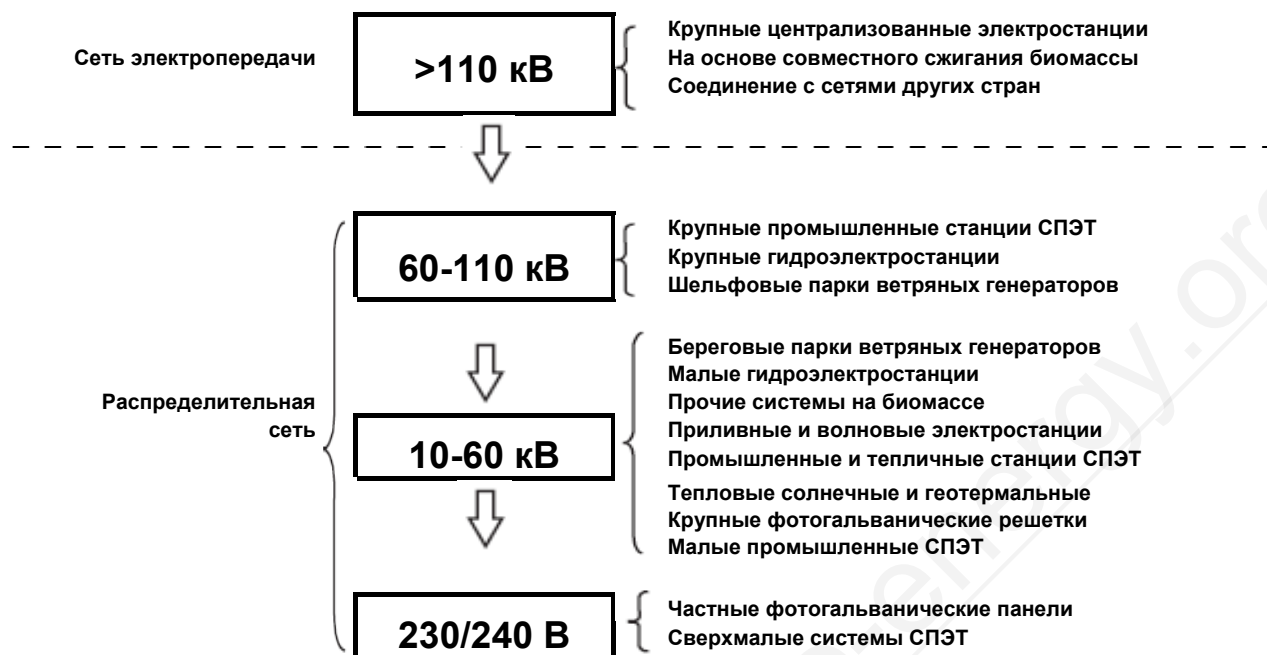 Сеть электропередачи
>110 кВ
Крупные централизованные электростанции
На основе совместного сжигания биомассы
Соединение с сетями других стран
60-110 кВ
Крупные промышленные станции СПЭТ
Крупные гидроэлектростанции
Шельфовые парки ветряных генераторов
Распределительная
сеть
10-60 кВ
Береговые парки ветряных генераторов
Малые гидроэлектростанции
Прочие системы на биомассе
Приливные и волновые электростанции
Промышленные и тепличные станции СПЭТ
Тепловые солнечные и геотермальные
Крупные фотогальванические решетки
Малые промышленные СПЭТ
230/240 В
Частные фотогальванические панели
Сверхмалые системы СПЭТ